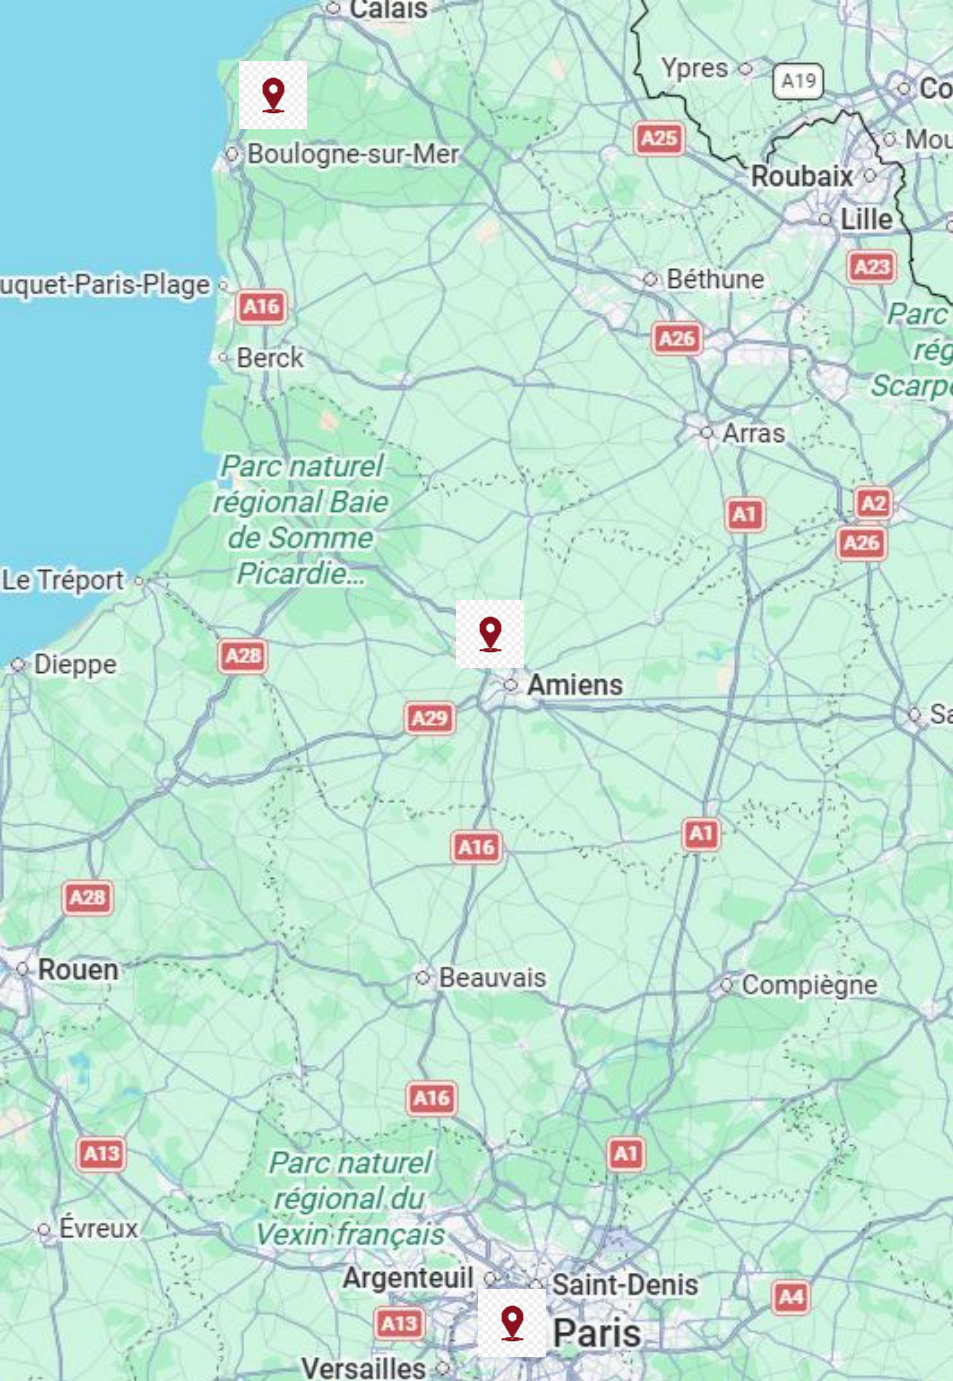 Calais
Ypres
A19
Co
A25
Mou
Boulogne-sur-Mer
Roubaix
Lille
A23
uquet-Paris-Plage
Béthune
A16
Parc
rég
Scarpe
A26
Berck
Arras
Parc naturel
régional Baie
de Somme
Picardie...
A1
A2
A26
Le Tréport
Dieppe
A28
Amiens
A29
Sa
A16
A1
A28
Rouen
Beauvais
Compiègne
A16
A13
A1
Parc naturel
régional du
Vexin français
Évreux
Argenteuil
Saint-Denis
A4
A13
Paris
Versailles